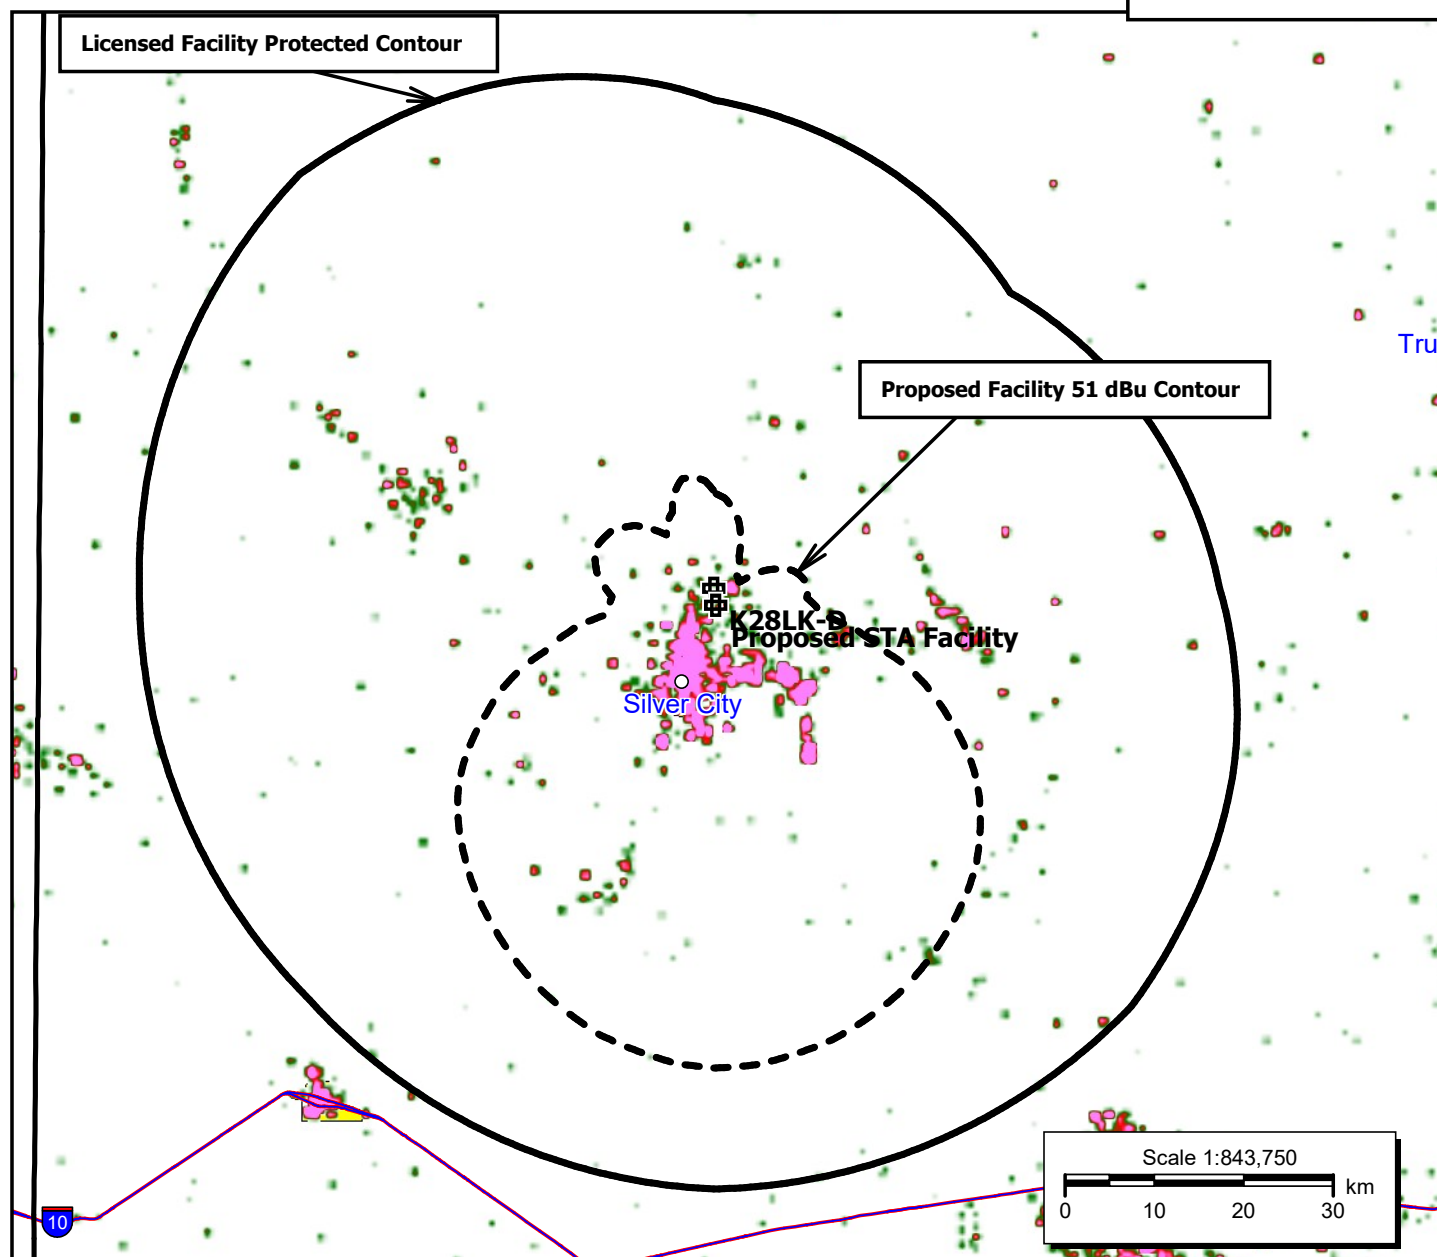 Licensed Facility Protected Contour
Tru
Proposed Facility 51 dBu Contour
K28LK-D
Proposed STA Facility
Silver City
Scale 1:843,750
km
0 10 20 30
10